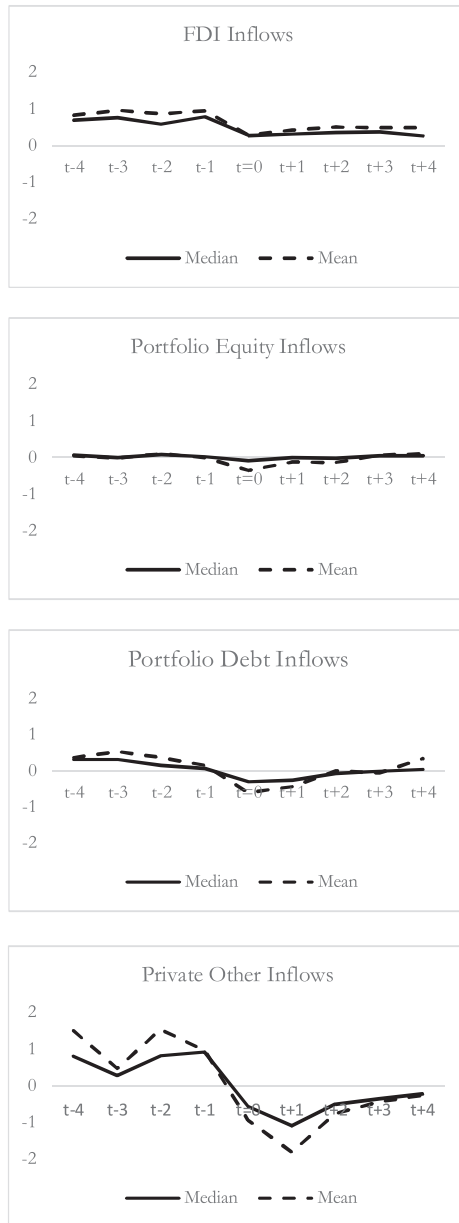 FDI Inflows
2
1
0
t-4 t-3 t-2 t-1 t=0 t+1 t+2 t+3 t+4
-1
-2
Median Mean
Portfolio Equity Inflows
2
1
0
t-4 t-3 t-2 t-1 t=0 t+1 t+2 t+3 t+4
-1
-2
Median Mean
Portfolio Debt Inflows
2
1
0
t-4 t-3 t-2 t-1 t=0 t+1 t+2 t+3 t+4
-1
-2
Median Mean
Private Other Inflows
2
1
0
t-4 t-3 t-2 t-1 t=0 t+1 t+2 t+3 t+4
-1
-2
Median Mean